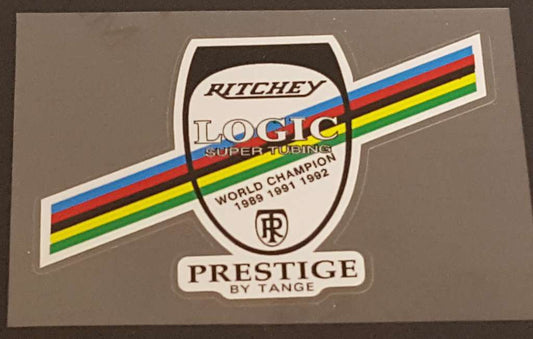 RITCHEY
LOGIC
SUPER TUBING
WORLD CHAMPION
1989 1991 1992
R
PRESTIGE
BY TANGE